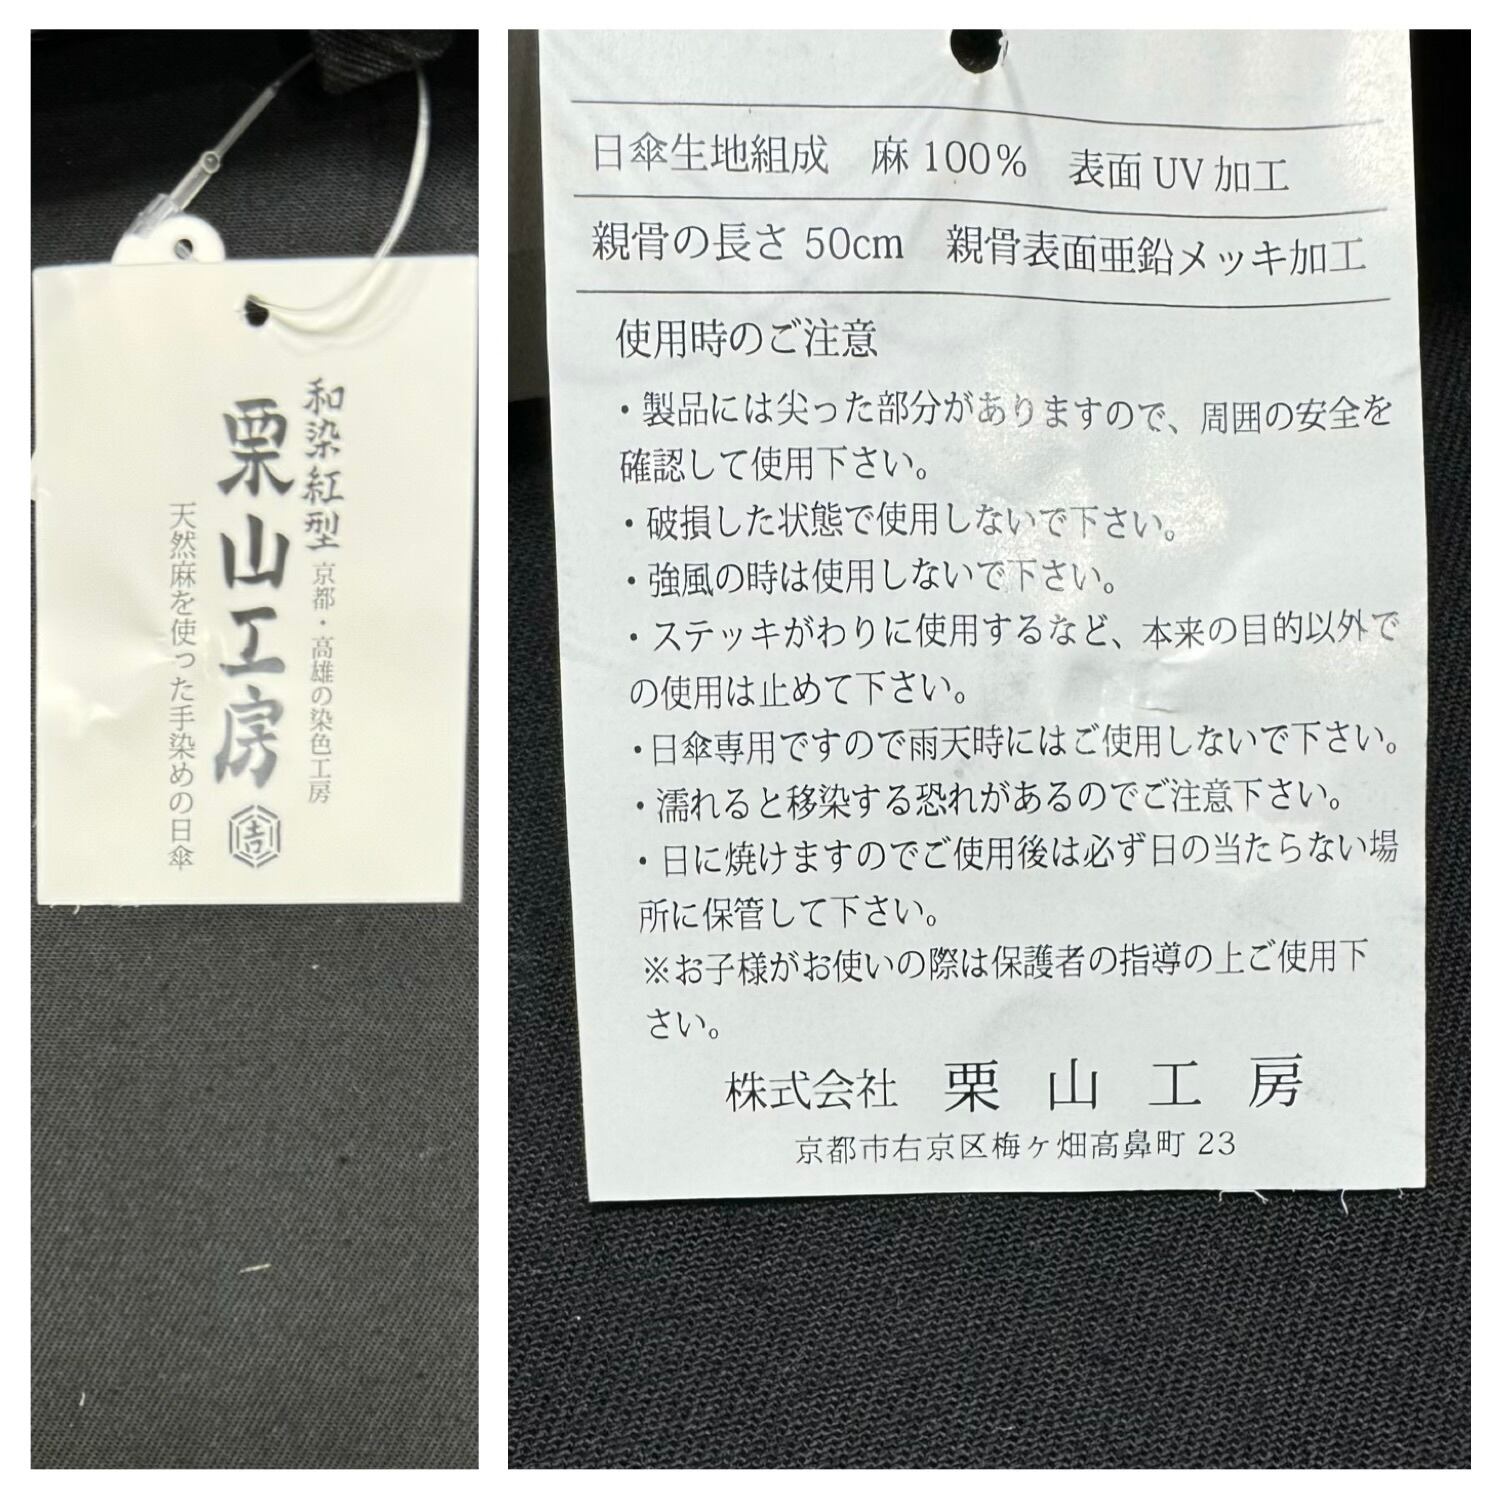 和染紅型 京都・高雄の染色工房
栗山工房
天然麻を使った手染めの日傘
日傘生地組成 麻100% 表面UV加工
親骨の長さ 50cm 親骨表面亜鉛メッキ加工
使用時のご注意
・製品には尖った部分がありますので、周囲の安全を
確認して使用下さい。
・破損した状態で使用しないで下さい。
・強風の時は使用しないで下さい。
・ステッキがわりに使用するなど、本来の目的以外で
の使用は止めて下さい。
・日傘専用ですので雨天時にはご使用しないで下さい。
・濡れると移染する恐れがあるのでご注意下さい。
・日に焼けますのでご使用後は必ず日の当たらない場
所に保管して下さい。
※お子様がお使いの際は保護者の指導の上ご使用下
さい。
株式会社 栗山工房
京都市右京区梅ヶ畑高鼻町 23